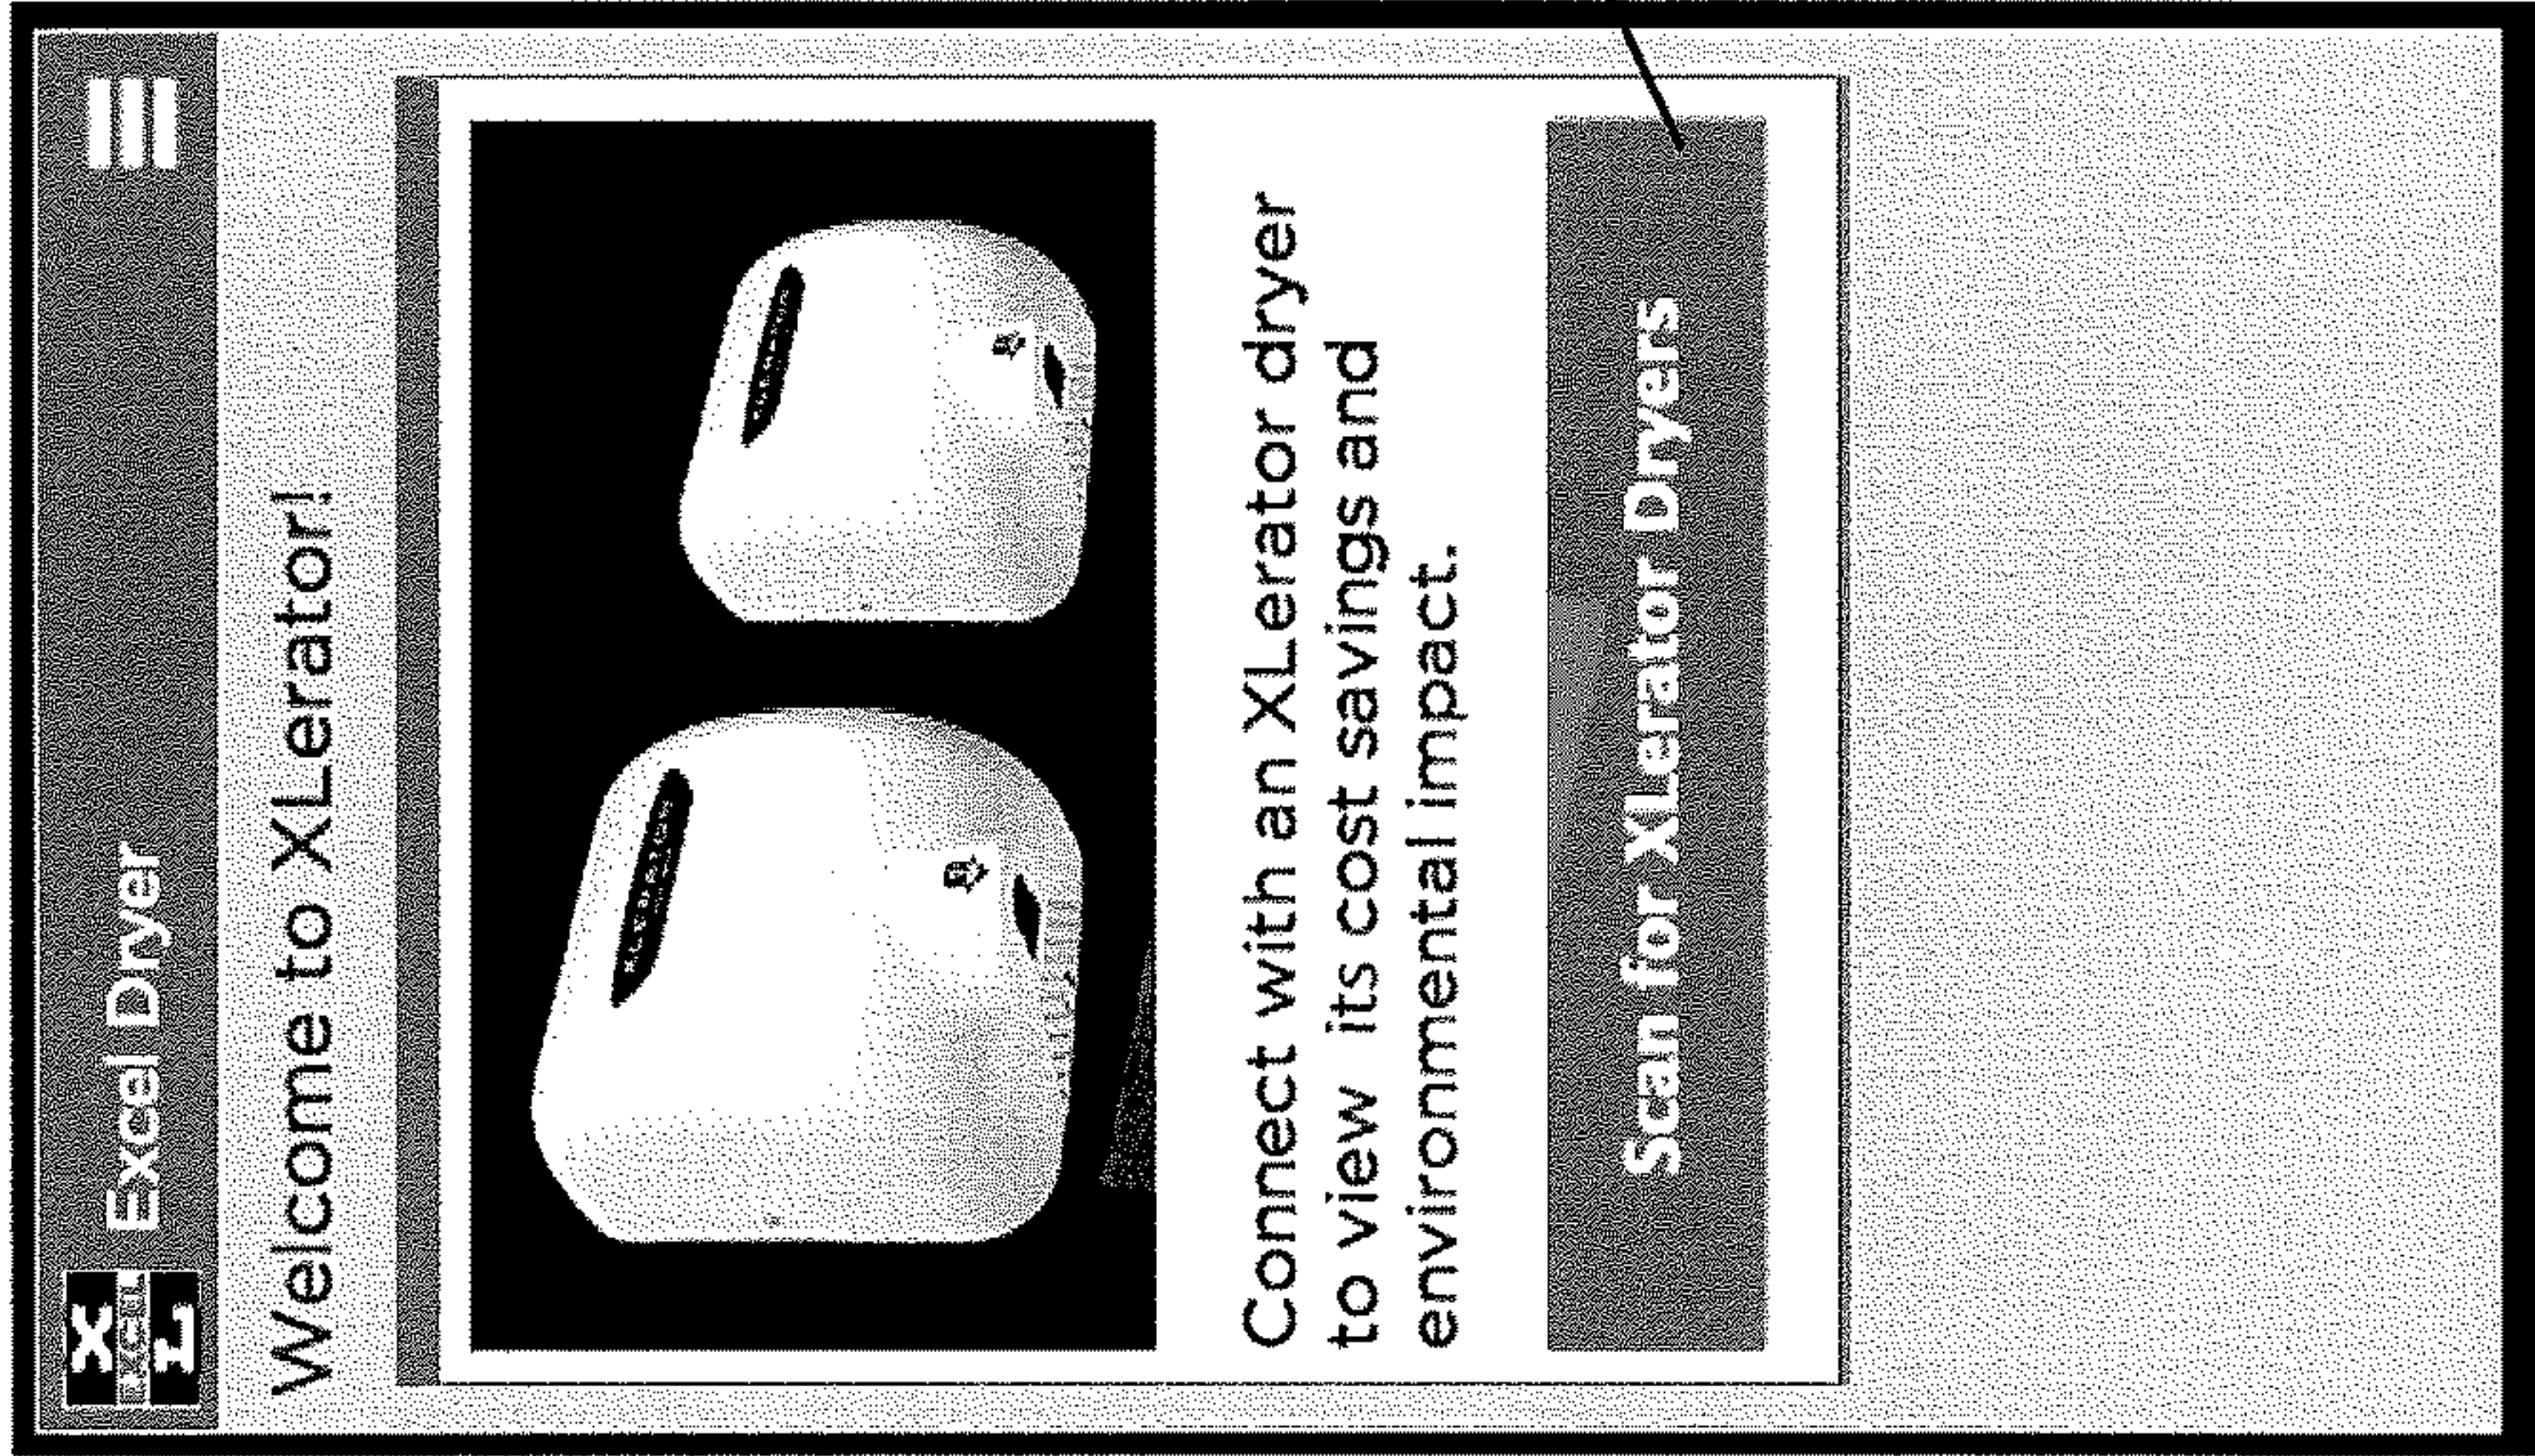 X
EXCEL
L
Excel Dryer
Welcome to XLerator!
Connect with an XLerator dryer
to view its cost savings and
environmental impact.
Scan for XLerator Dryers